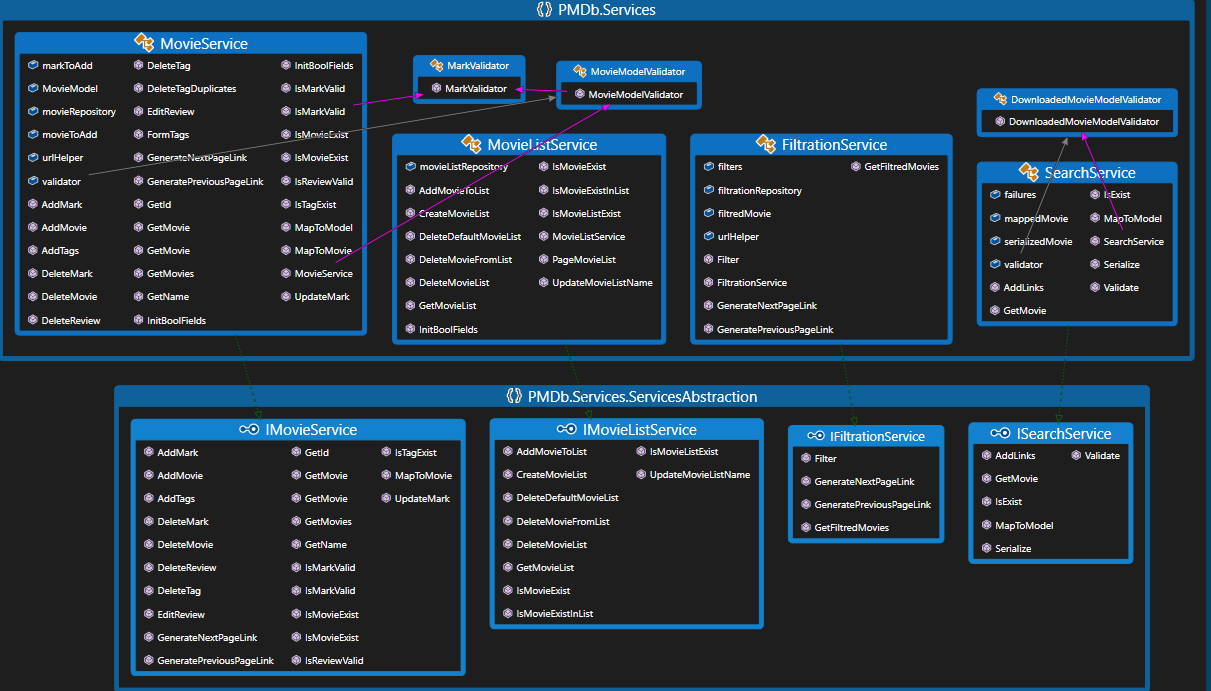 PMDb.Services
MovieService
markToAdd
MovieModel
movieRepository
movieToAdd
urlHelper
validator
AddMark
AddMovie
AddTags
DeleteMark
DeleteMovie
DeleteReview
DeleteTag
DeleteTagDuplicates
EditReview
FormTags
GenerateNextPageLink
GeneratePreviousPageLink
GetId
GetMovie
GetMovie
GetMovies
GetName
InitBoolFields
InitBoolFields
IsMarkValid
IsMarkValid
IsMovieExist
IsMovieExist
IsReviewValid
IsTagExist
MapToModel
MapToMovie
MovieService
UpdateMark
MarkValidator
MarkValidator
MovieModelValidator
MovieModelValidator
MovieListService
movieListRepository
AddMovieToList
CreateMovieList
DeleteDefaultMovieList
DeleteMovieFromList
DeleteMovieList
GetMovieList
InitBoolFields
IsMovieExist
IsMovieExistInList
IsMovieListExist
MovieListService
PageMovieList
UpdateMovieListName
FiltrationService
filters
filtrationRepository
filtredMovie
urlHelper
Filter
FiltrationService
GenerateNextPageLink
GeneratePreviousPageLink
GetFiltredMovies
DownloadedMovieModelValidator
DownloadedMovieModelValidator
SearchService
failures
mappedMovie
serializedMovie
validator
AddLinks
GetMovie
IsExist
MapToModel
SearchService
Serialize
Validate
PMDb.Services.ServicesAbstraction
IMovieService
AddMark
AddMovie
AddTags
DeleteMark
DeleteMovie
DeleteReview
DeleteTag
EditReview
GenerateNextPageLink
GeneratePreviousPageLink
GetId
GetMovie
GetMovie
GetMovies
GetName
IsMarkValid
IsMarkValid
IsMovieExist
IsMovieExist
IsReviewValid
IsTagExist
MapToMovie
UpdateMark
IMovieListService
AddMovieToList
CreateMovieList
DeleteDefaultMovieList
DeleteMovieFromList
DeleteMovieList
GetMovieList
IsMovieExist
IsMovieExistInList
IsMovieListExist
UpdateMovieListName
IFiltrationService
Filter
GenerateNextPageLink
GeneratePreviousPageLink
GetFiltredMovies
ISearchService
AddLinks
GetMovie
IsExist
MapToModel
Serialize
Validate